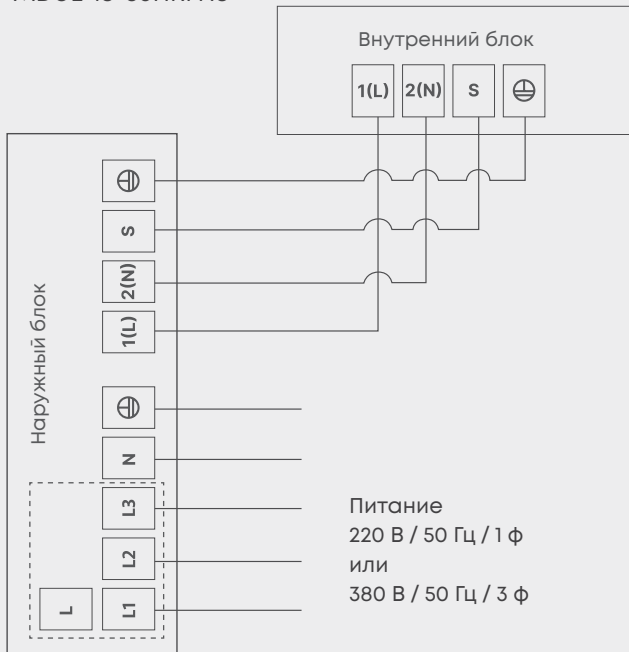 Внутренний блок
1(L) 2(N) S
Наружный блок
S
2(N)
1(L)
N
L3
L2
L L1
Питание
220 В / 50 Гц / 1 ф
или
380 В / 50 Гц / 3 ф